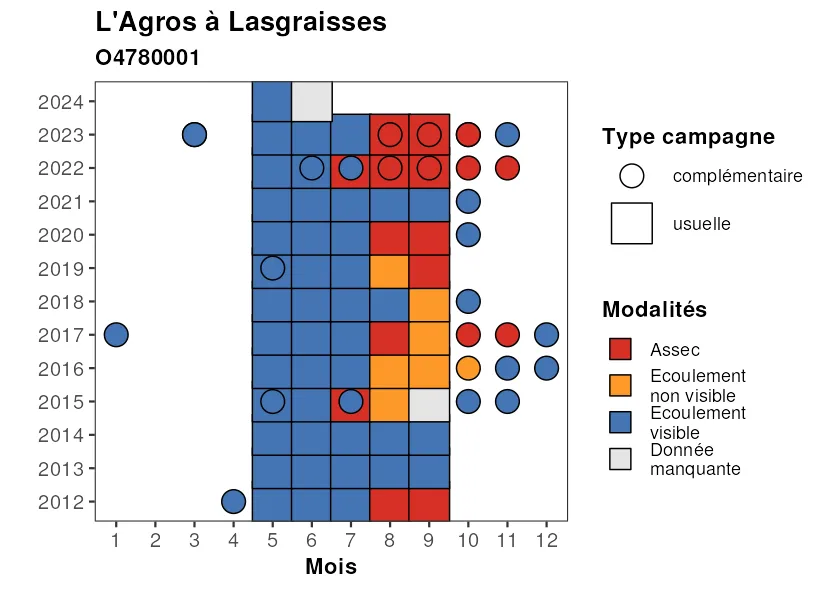 L'Agros à Lasgraisses
O4780001
2024
2023
2022
2021
2020
2019
2018
2017
2016
2015
2014
2013
2012
1 2 3 4 5 6 7 8 9 10 11 12
Mois
Type campagne
complémentaire
usuelle
Modalités
Assec
Ecoulement
non visible
Ecoulement
visible
Donnée
manquante